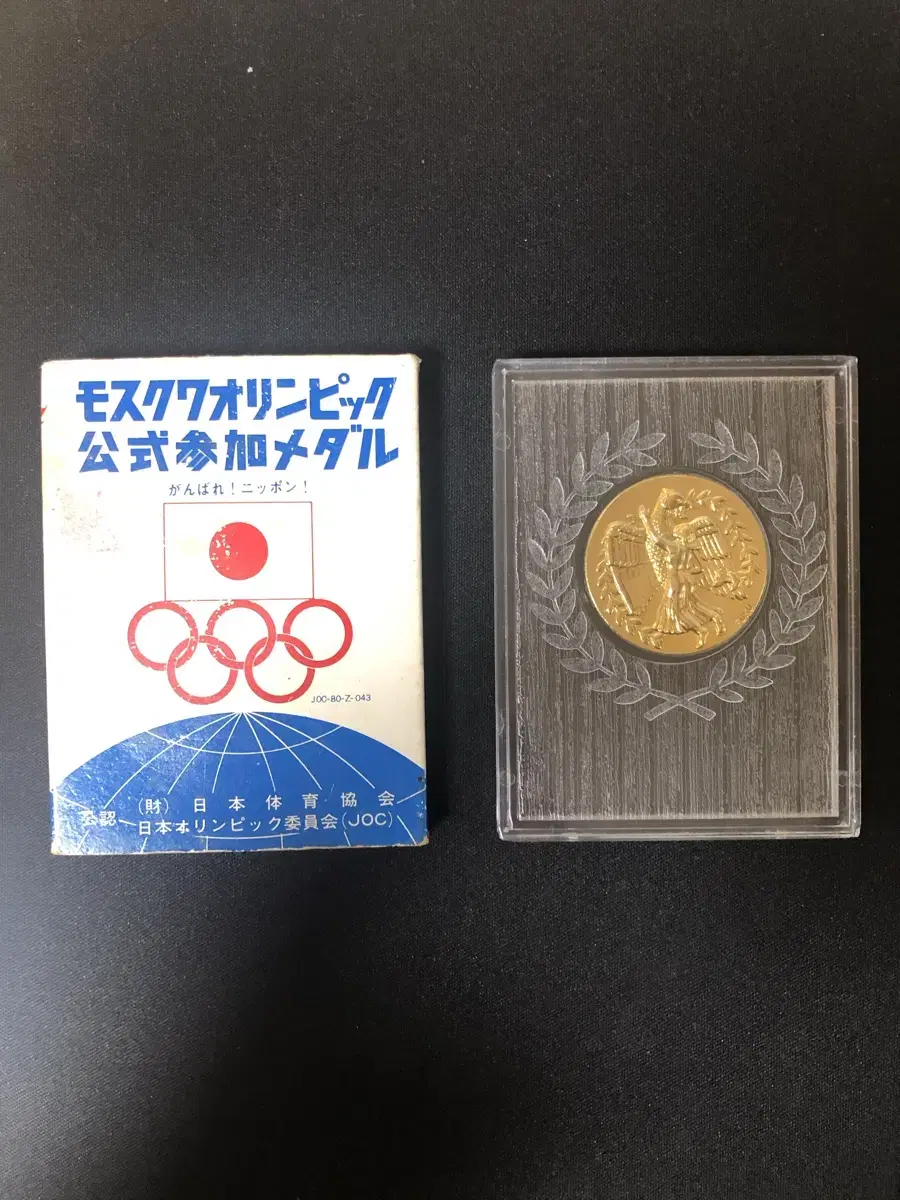 モスクワオリンピック
公式参加メダル
がんばれ！ニッポン！
JOC-80-Z-043
公認
(財) 日本体育協会
日本オリンピック委員会(JOC)